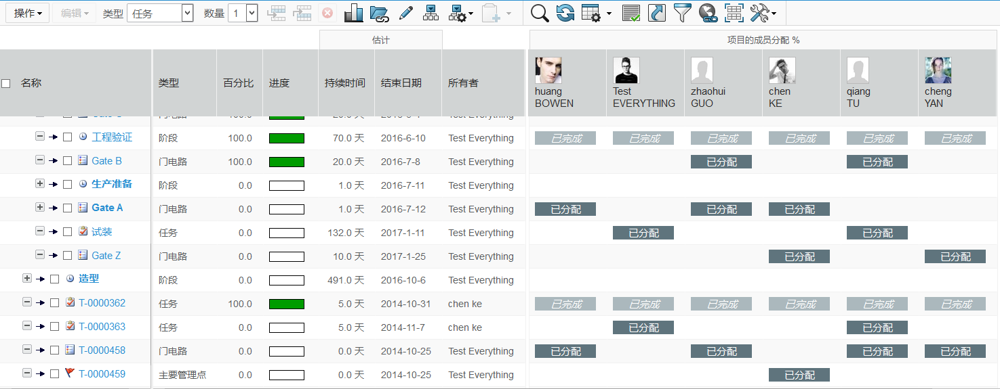 操作 编辑 类型 任务 数量 1
估计 项目的成员分配 %
名称 类型 百分比 进度 持续时间 结束日期 所有者
huang BOWEN
Test EVERYTHING
zhaohui GUO
chen KE
qiang TU
cheng YAN
工程验证 阶段 100.0 70.0 天 2016-6-10 Test Everything 已完成 已完成 已完成 已完成 已完成 已完成
Gate B 门电路 100.0 20.0 天 2016-7-8 Test Everything 已分配 已分配
生产准备 阶段 0.0 1.0 天 2016-7-11 Test Everything
Gate A 门电路 0.0 1.0 天 2016-7-12 Test Everything 已分配 已分配 已分配
试装 任务 0.0 132.0 天 2017-1-11 Test Everything 已分配 已分配
Gate Z 门电路 0.0 10.0 天 2017-1-25 Test Everything 已分配 已分配
造型 阶段 0.0 491.0 天 2016-10-6 Test Everything
T-0000362 任务 100.0 5.0 天 2014-10-31 chen ke 已完成 已完成 已完成 已完成 已完成 已完成
T-0000363 任务 0.0 5.0 天 2014-11-7 chen ke 已分配 已分配
T-0000458 门电路 0.0 0.0 天 2014-10-25 Test Everything 已分配 已分配 已分配 已分配
T-0000459 主要管理点 0.0 0.0 天 2014-10-25 Test Everything 已分配